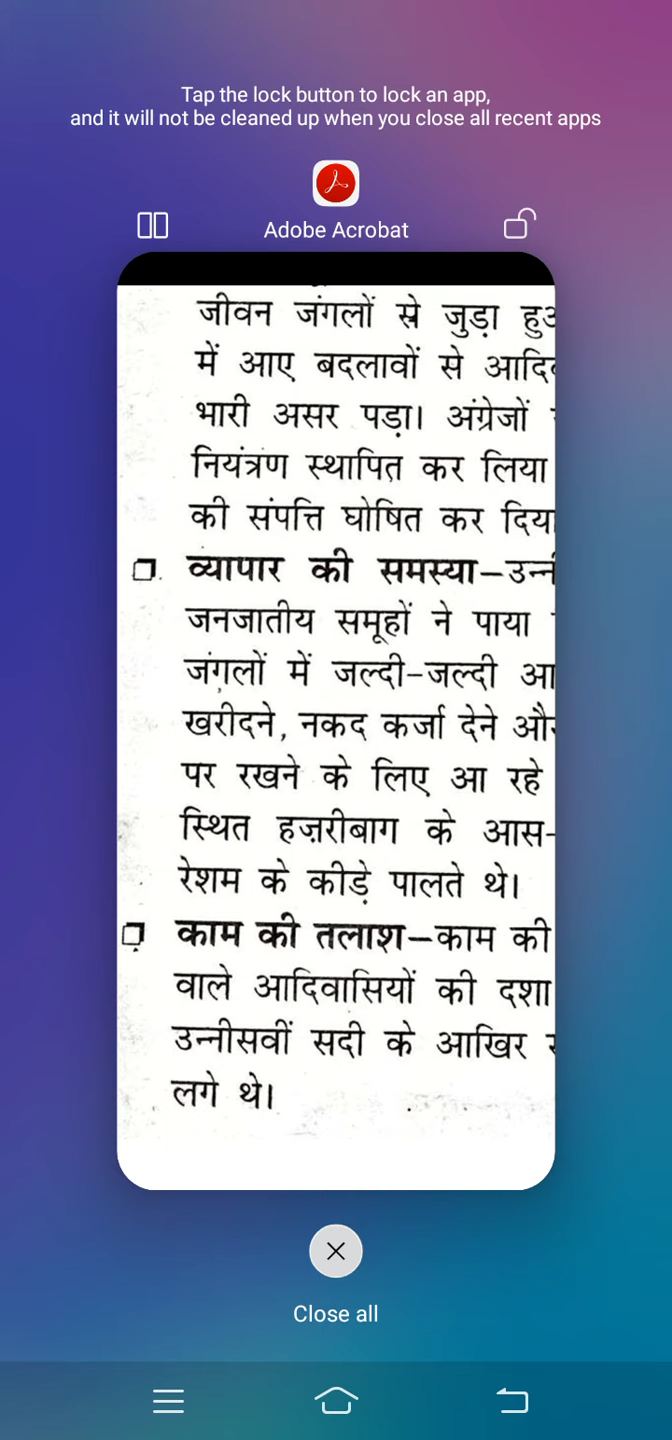 Tap the lock button to lock an app,
and it will not be cleaned up when you close all recent apps
Adobe Acrobat
जीवन जंगलों से जुड़ा
में आए बदलावों से
भारी असर पड़ा। अंग्रेजों
नियंत्रण स्थापित कर लिया
की संपत्ति घोषित कर
व्यापार की समस्या–
जनजातीय समूहों ने पाया
जंगलों में जल्दी-जल्दी
खरीदने, नकद कर्जा देने
पर रखने के लिए आ रहे
स्थित हज़ारीबाग के आस-
रेशम के कीड़े पालते थे।
काम की तलाश–काम की
वाले आदिवासियों की दशा
उन्नीसवीं सदी के आखिर
लगे थे।
Close all